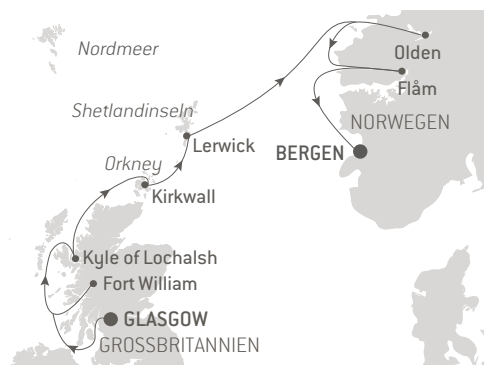 Nordmeer
Olden
Flåm
Shetlandinseln
NORWEGEN
Lerwick
BERGEN
Orkney
Kirkwall
Kyle of Lochalsh
Fort William
GLASGOW
GROSSBRITANNIEN